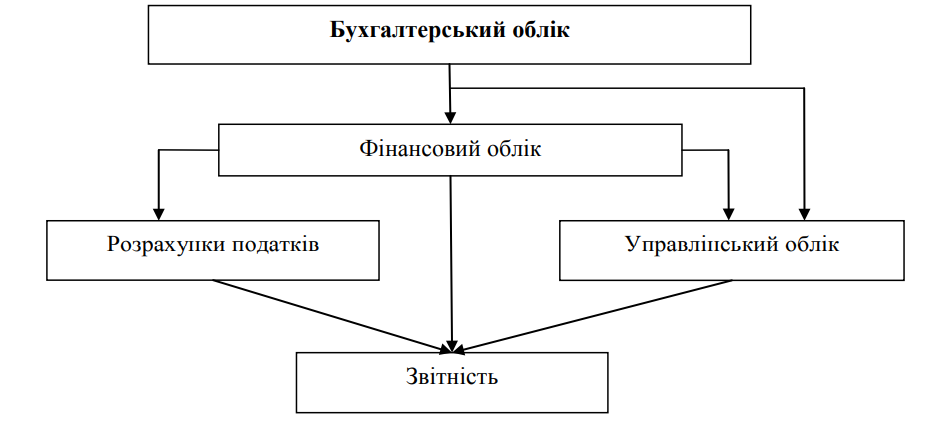 Бухгалтерський облік
Фінансовий облік
Розрахунки податків
Управлінський облік
Звітність